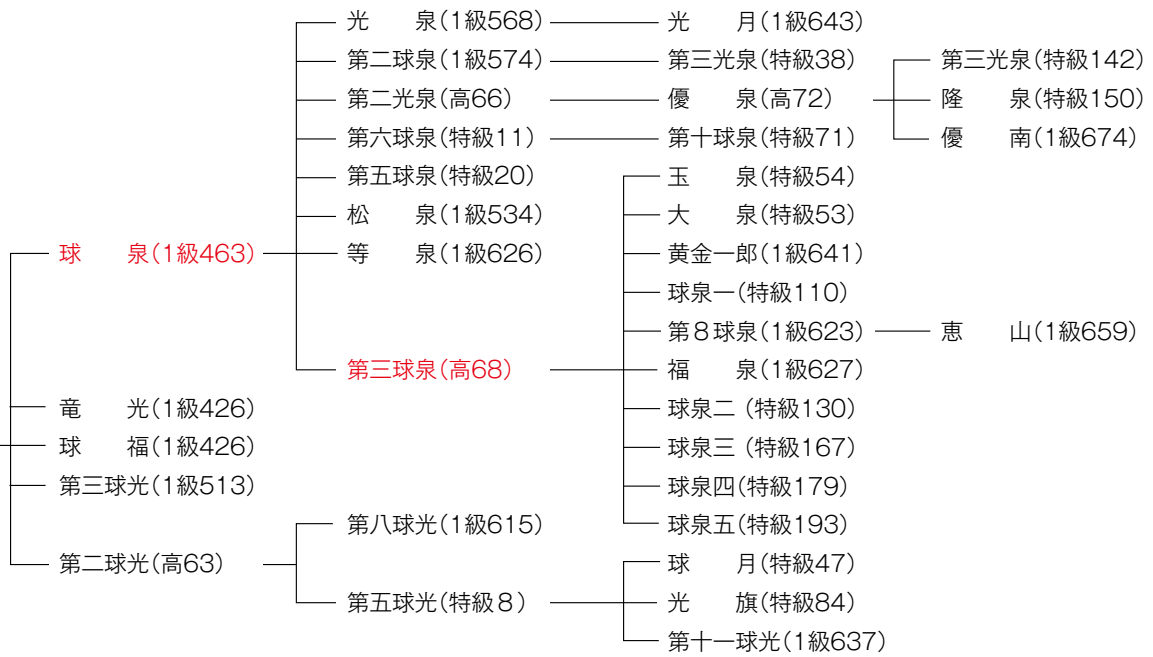 光　　泉(1級568)　光　　月(1級643)
第二球泉(1級574)　第三光泉(特級38)　第三光泉(特級142)
第二光泉(高66)　優　　泉(高72)　隆　　泉(特級150)
第六球泉(特級11)　第十球泉(特級71)　優　　南(1級674)
第五球泉(特級20)　玉　　泉(特級54)
松　　泉(1級534)　大　　泉(特級53)
球　　泉(1級463)　等　　泉(1級626)　黄金一郎(1級641)
球泉一(特級110)
第８球泉(1級623)　恵　　山(1級659)
第三球泉(高68)　福　　泉(1級627)
竜　　光(1級426)　球泉二 (特級130)
球　　福(1級426)　球泉三 (特級167)
第三球光(1級513)　球泉四(特級179)
第八球光(1級615)　球泉五(特級193)
第二球光(高63)　球　　月(特級47)
第五球光(特級８)　光　　旗(特級84)
第十一球光(1級637)